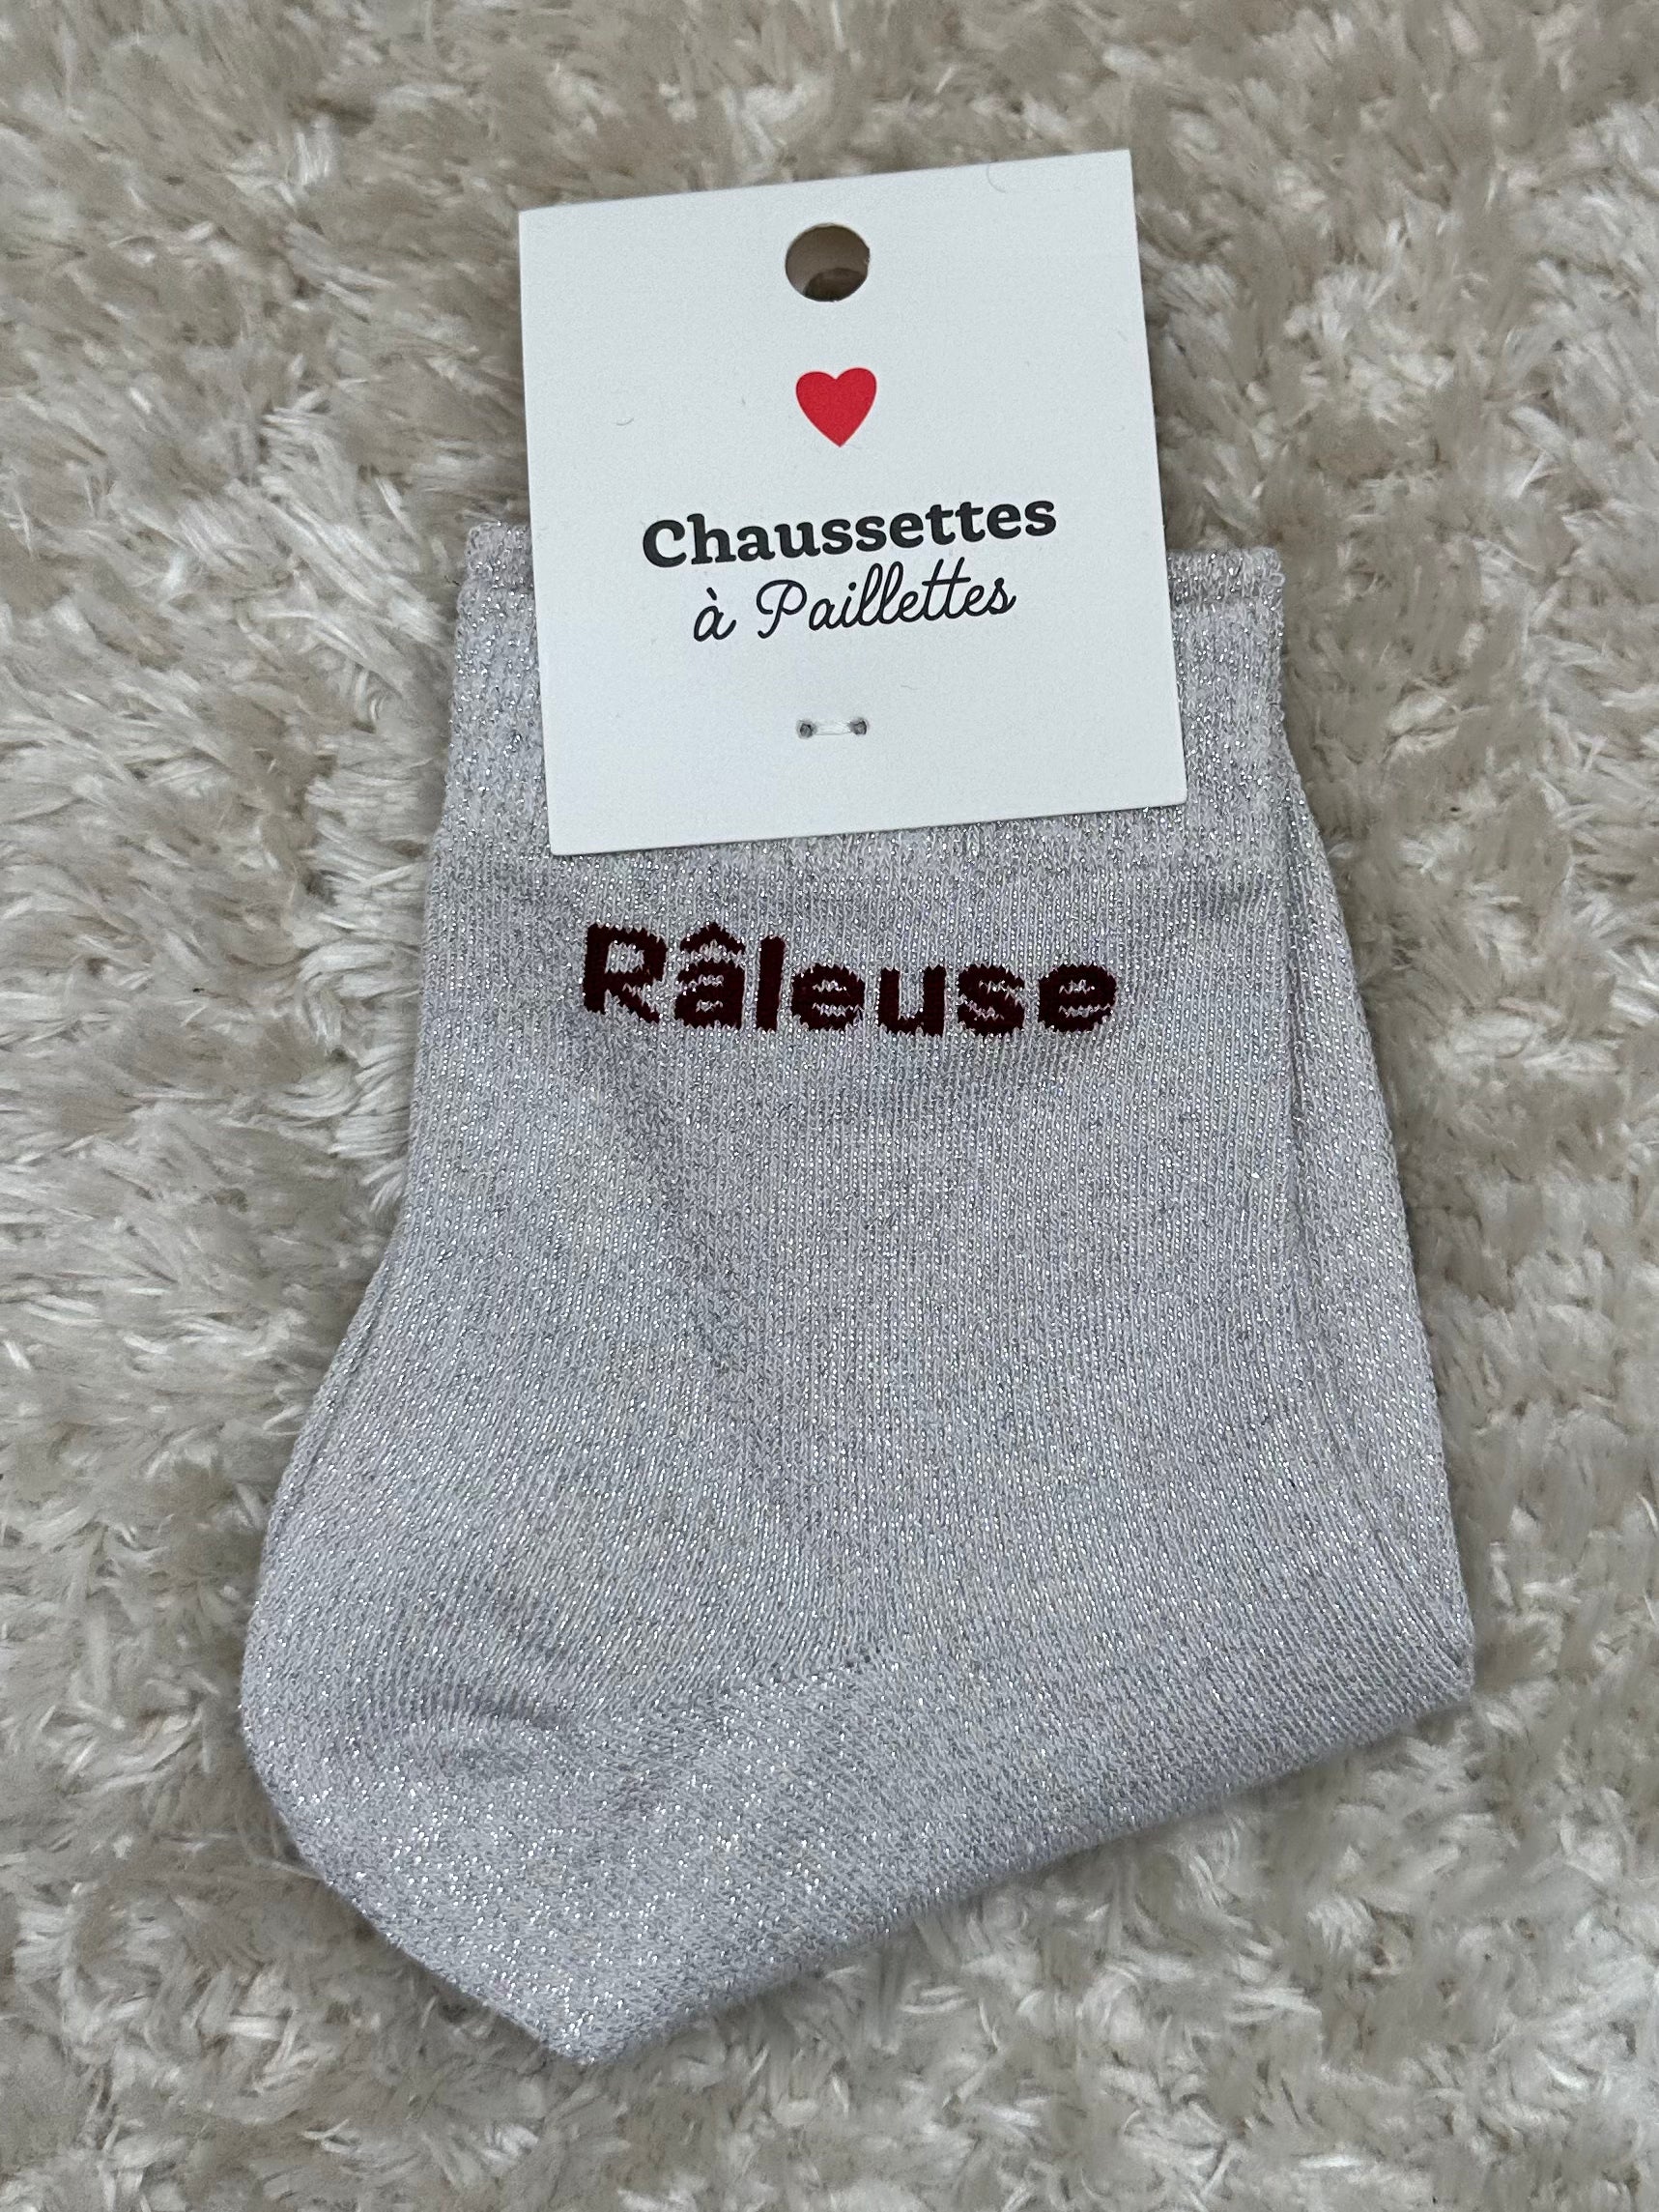 Chaussettes
à Paillettes
Râleuse